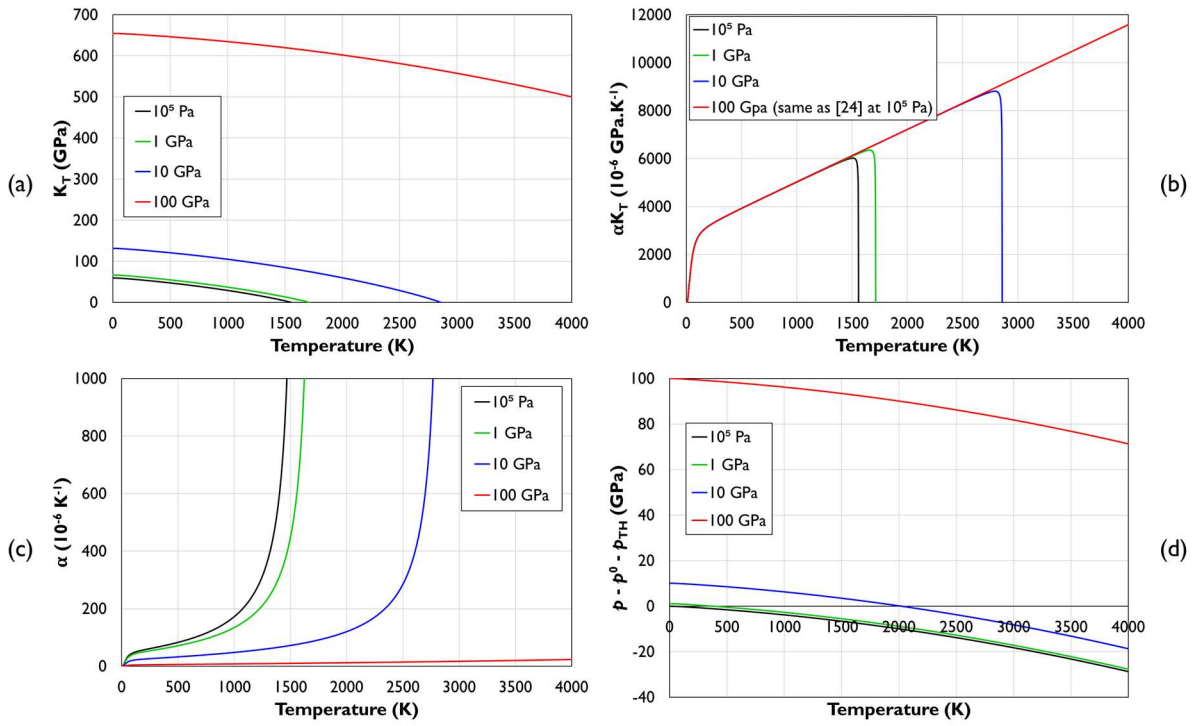 (a)
K_T (GPa)
700
600
500
400
300
200
100
0
10⁵ Pa
1 GPa
10 GPa
100 GPa
0 500 1000 1500 2000 2500 3000 3500 4000
Temperature (K)
αK_T (10⁻⁶ GPa.K⁻¹)
12000
10000
8000
6000
4000
2000
0
10⁵ Pa
1 GPa
10 GPa
100 Gpa (same as [24] at 10⁵ Pa)
0 500 1000 1500 2000 2500 3000 3500 4000
Temperature (K)
(b)
(c)
α (10⁻⁶ K⁻¹)
1000
800
600
400
200
0
10⁵ Pa
1 GPa
10 GPa
100 GPa
0 500 1000 1500 2000 2500 3000 3500 4000
Temperature (K)
p - p⁰ - p_TH (GPa)
100
80
60
40
20
0
-20
-40
10⁵ Pa
1 GPa
10 GPa
100 GPa
0 500 1000 1500 2000 2500 3000 3500 4000
Temperature (K)
(d)